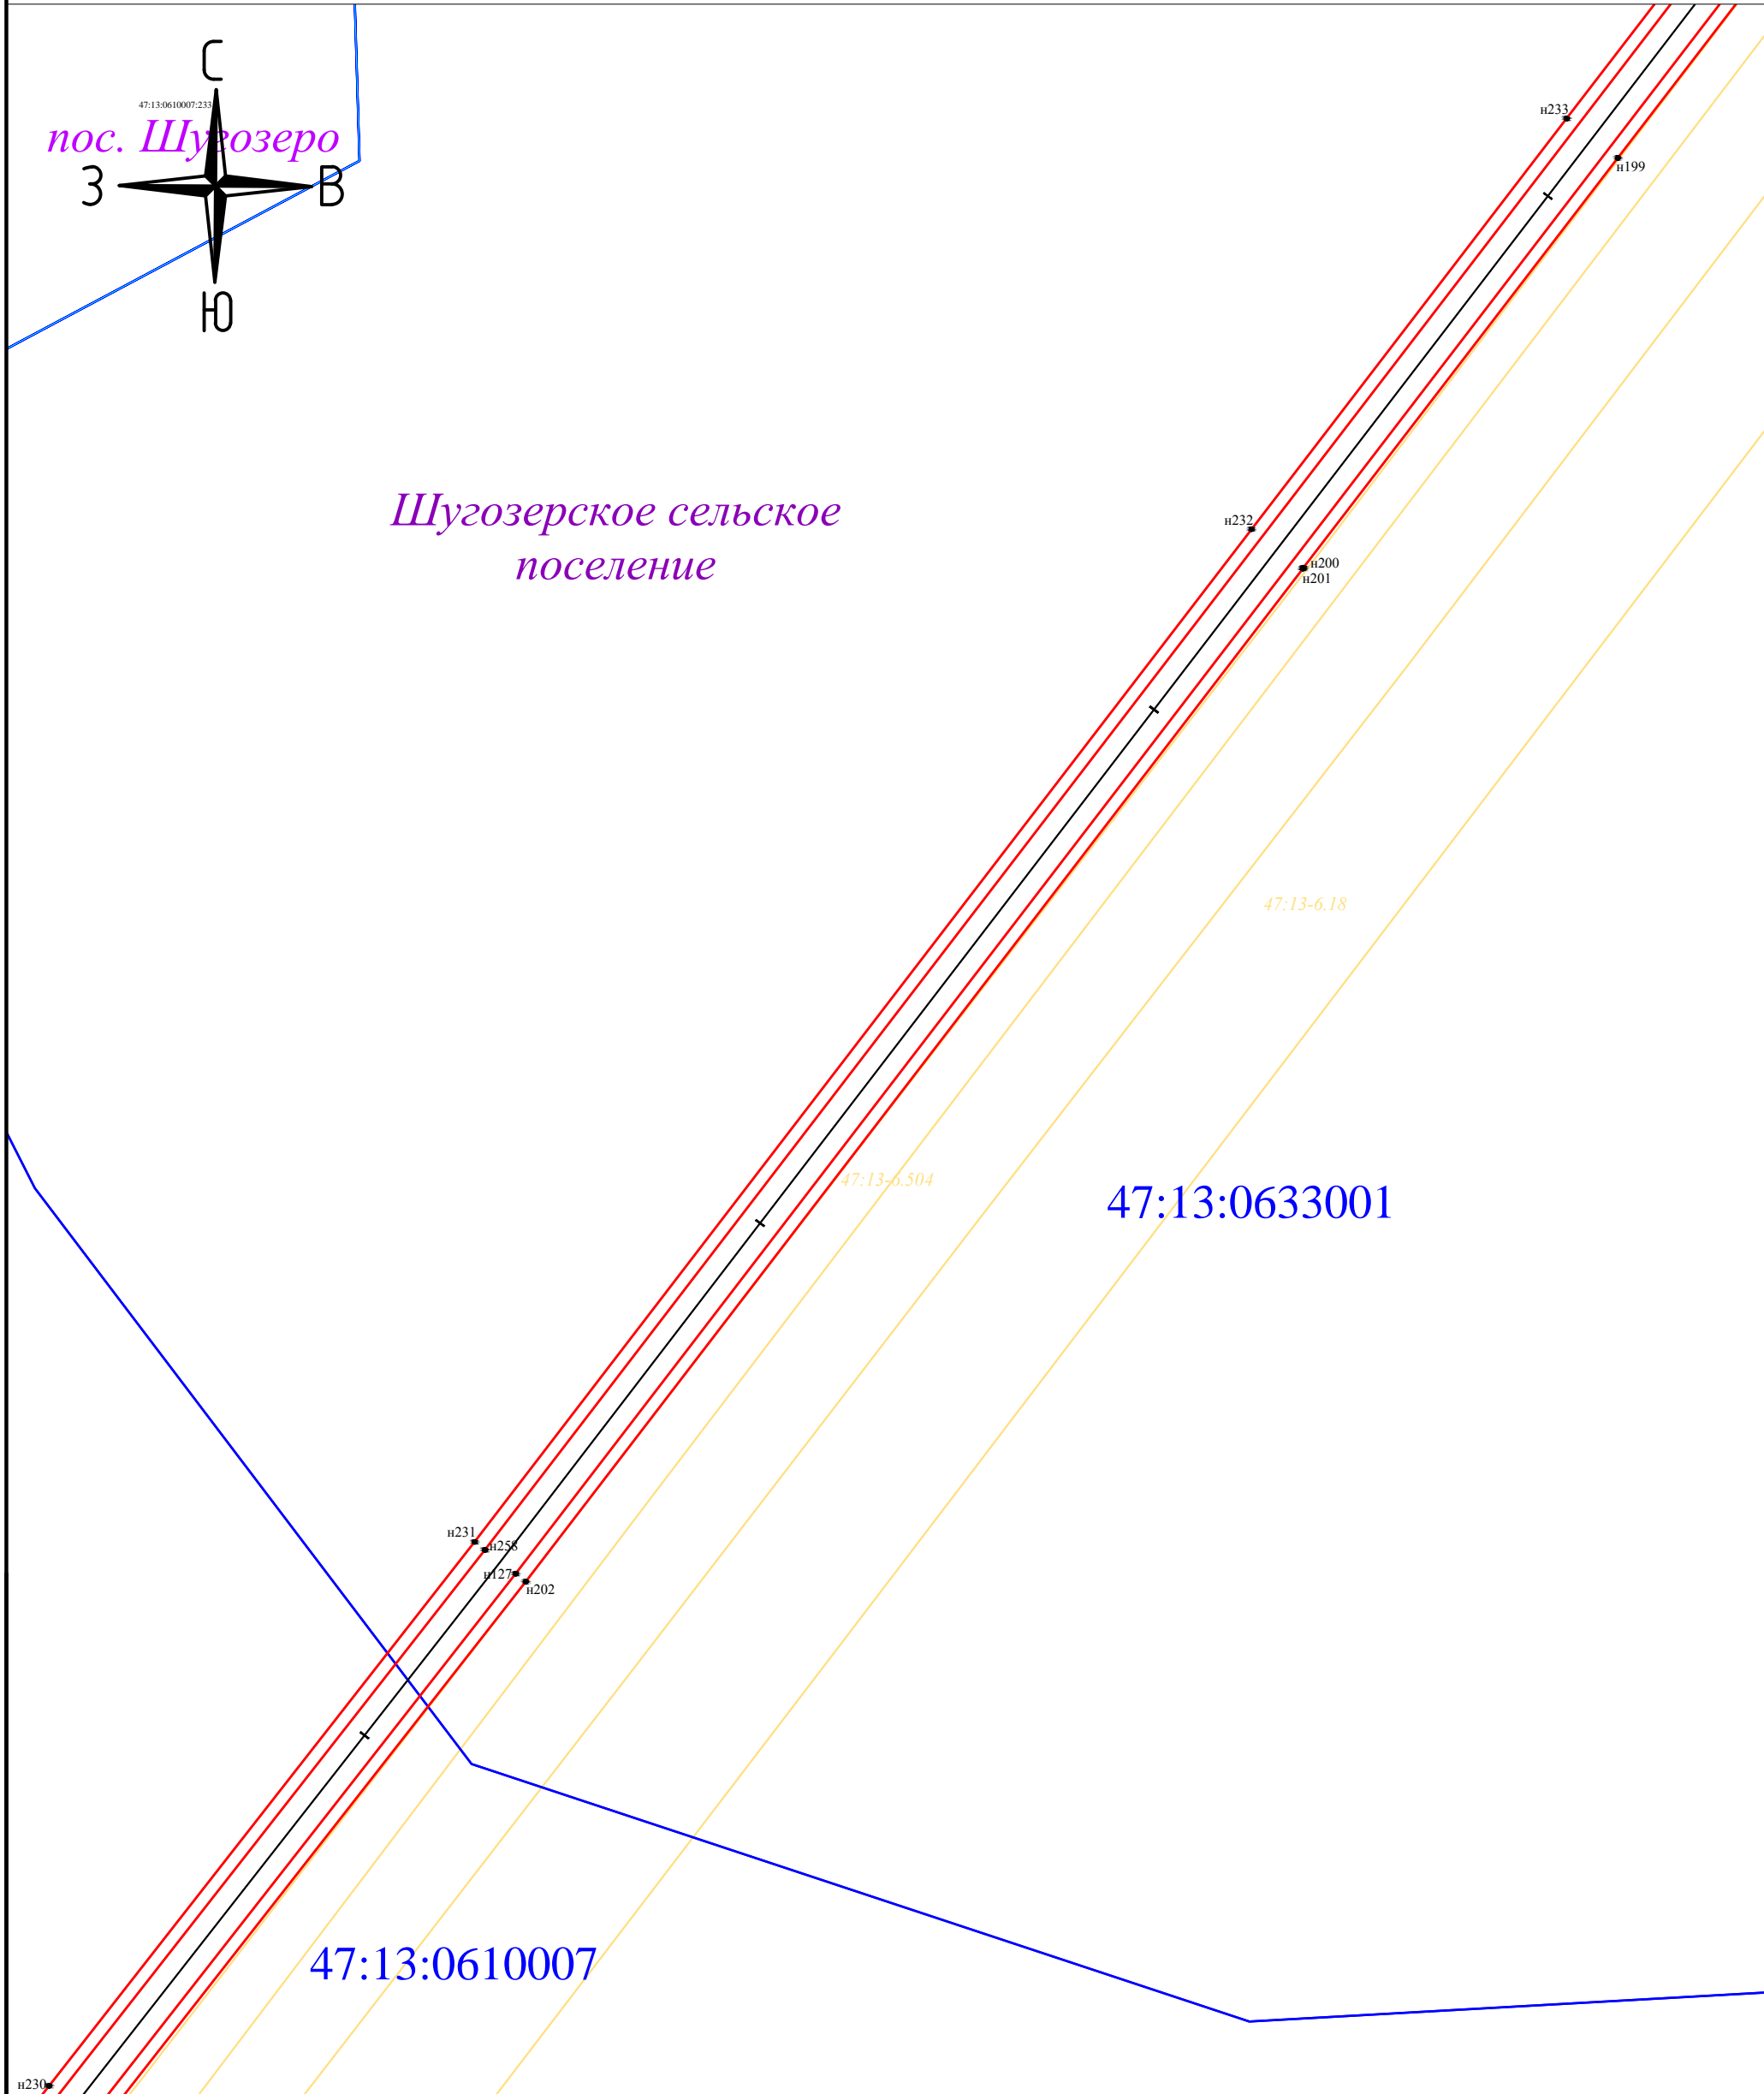 С
47:13:0610007:233
пос. Шугозеро
З
В
Ю
н233
н199
Шугозерское сельское
поселение
н232
н200
н201
47:13-6.18
47:13-6.504
47:13:0633001
н231
н258
н127
н202
47:13:0610007
н230